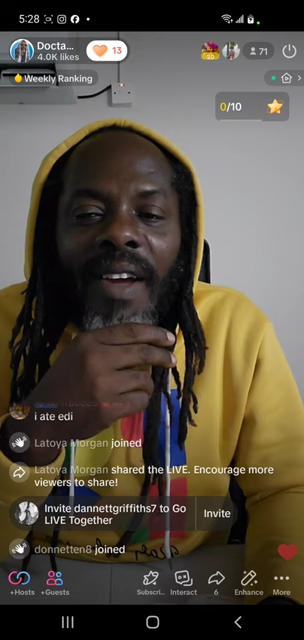 5:28
Docta...
4.0K likes
13
20
71
Weekly Ranking
0/10
i ate edi
Latoya Morgan joined
Latoya Morgan shared the LIVE. Encourage more
viewers to share!
Invite dannettgriffiths7 to Go
LIVE Together
Invite
donnetten8 joined
+Hosts
+Guests
Subscri...
Interact
6
Enhance
More